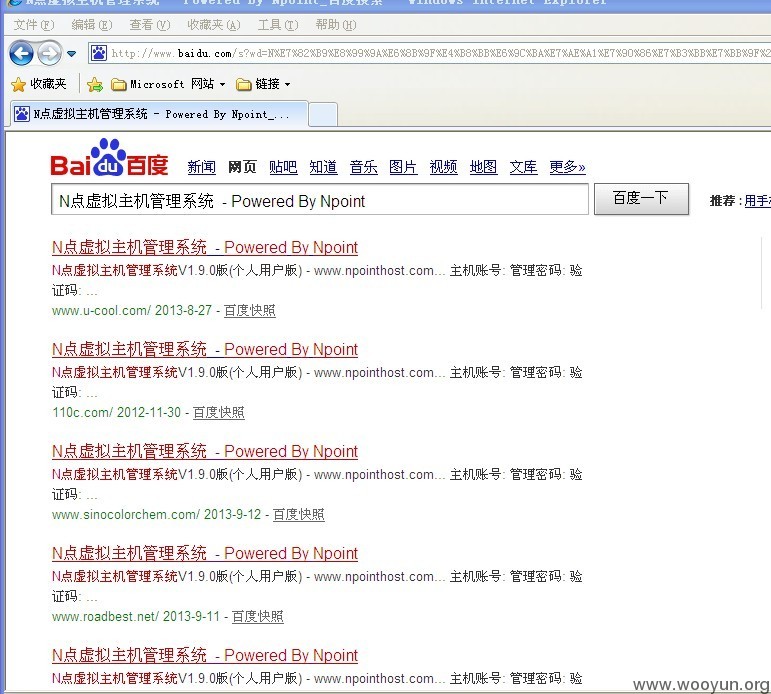 N点虚拟主机管理系统 - Powered By Npoint_百度搜索 - Windows Internet Explorer
文件(F) 编辑(E) 查看(V) 收藏夹(A) 工具(T) 帮助(H)
http://www.baidu.com/s?wd=N%E7%82%B9%E8%99%9A%E6%8B%9F%E4%B8%BB%E6%9C%BA%E7%AE%A1%E7%90%86%E7%B3%BB%E7%BB%9F%2
收藏夹 Microsoft 网站 链接
N点虚拟主机管理系统 - Powered By Npoint_...
Bai du 百度 新闻 网页 贴吧 知道 音乐 图片 视频 地图 文库 更多»
N点虚拟主机管理系统 - Powered By Npoint 百度一下 推荐：用手
N点虚拟主机管理系统 - Powered By Npoint
N点虚拟主机管理系统V1.9.0版(个人用户版) - www.npointhost.com... 主机账号: 管理密码: 验
证码: ...
www.u-cool.com/ 2013-8-27 - 百度快照
N点虚拟主机管理系统 - Powered By Npoint
N点虚拟主机管理系统V1.9.0版(个人用户版) - www.npointhost.com... 主机账号: 管理密码: 验
证码: ...
110c.com/ 2012-11-30 - 百度快照
N点虚拟主机管理系统 - Powered By Npoint
N点虚拟主机管理系统V1.9.0版(个人用户版) - www.npointhost.com... 主机账号: 管理密码: 验
证码: ...
www.sinocolorchem.com/ 2013-9-12 - 百度快照
N点虚拟主机管理系统 - Powered By Npoint
N点虚拟主机管理系统V1.9.0版(个人用户版) - www.npointhost.com... 主机账号: 管理密码: 验
证码: ...
www.roadbest.net/ 2013-9-11 - 百度快照
N点虚拟主机管理系统 - Powered By Npoint
N点虚拟主机管理系统V1.9.0版(个人用户版) - www.npointhost.com... 主机账号: 管理密码: 验
www.wooyun.org